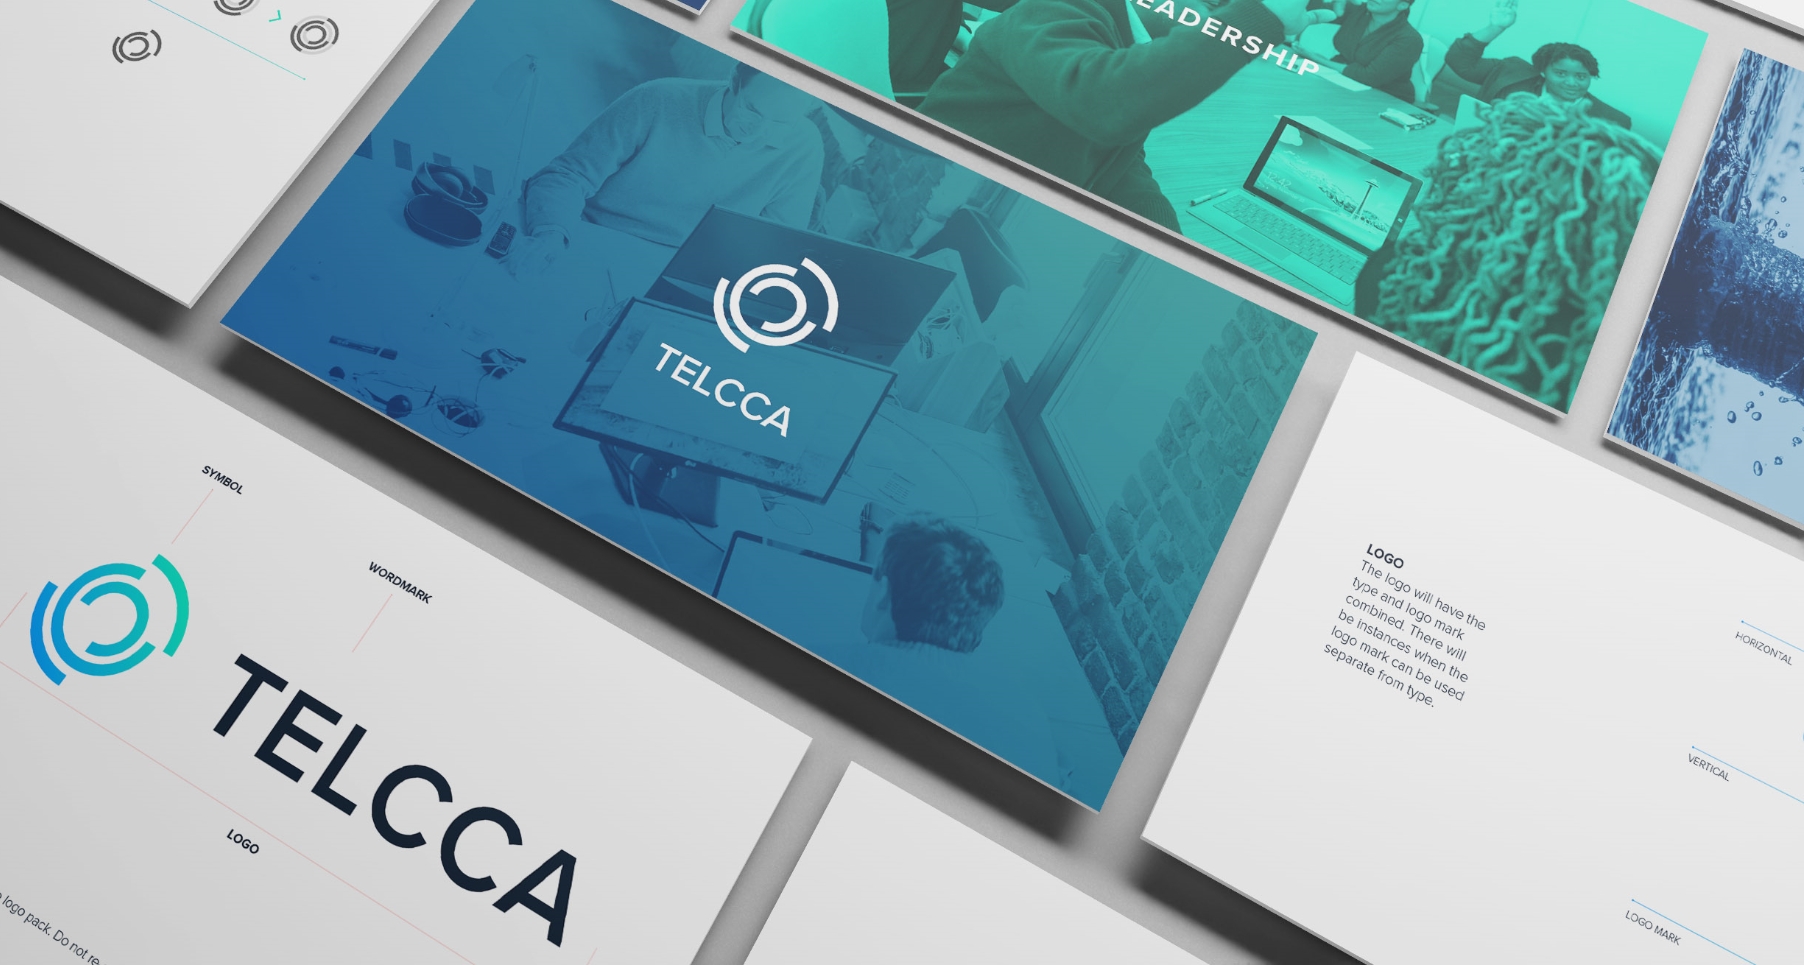 LEADERSHIP
TELCCA
SYMBOL
WORDMARK
TELCCA
LOGO
logo pack. Do not
LOGO
The logo will have the
type and logo mark
combined. There will
be instances when the
logo mark can be used
separate from type.
HORIZONTAL
VERTICAL
LOGO MARK